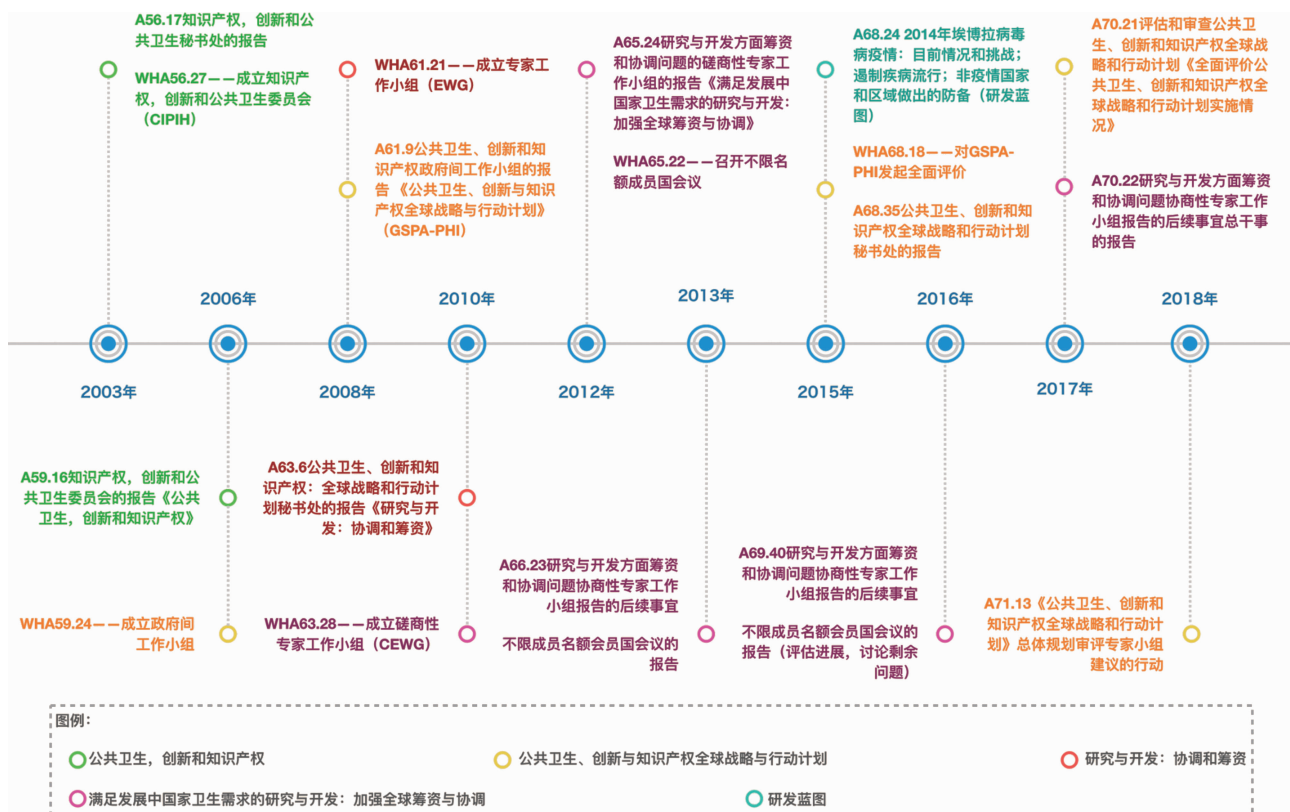 A56.17知识产权，创新和公
共卫生秘书处的报告
WHA56.27——成立知识产
权，创新和公共卫生委员会
（CIPIH）
WHA61.21——成立专家工
作小组（EWG）
A61.9公共卫生、创新和知
识产权政府间工作小组的报
告 《公共卫生、创新与知识
产权全球战略与行动计划》
（GSPA-PHI）
A65.24研究与开发方面筹资
和协调问题的磋商性专家工
作小组的报告《满足发展中
国家卫生需求的研究与开发：
加强全球筹资与协调》
WHA65.22——召开不限名
额成员国会议
A68.24 2014年埃博拉病毒
病疫情：目前情况和挑战；
遏制疾病流行；非疫情国家
和区域做出的防备（研发蓝
图）
WHA68.18——对GSPA-
PHI发起全面评价
A68.35公共卫生、创新和知
识产权全球战略和行动计划
秘书处的报告
A70.21评估和审查公共卫
生、创新和知识产权全球战
略和行动计划《全面评价公
共卫生、创新和知识产权全
球战略和行动计划实施情
况》
A70.22研究与开发方面筹资
和协调问题协商性专家工作
小组报告的后续事宜总干事
的报告
2006年
2010年
2013年
2016年
2018年
2003年
2008年
2012年
2015年
2017年
A59.16知识产权，创新和公
共卫生委员会的报告《公共
卫生，创新和知识产权》
WHA59.24——成立政府间
工作小组
A63.6公共卫生、创新和知
识产权：全球战略和行动计
划秘书处的报告《研究与开
发：协调和筹资》
WHA63.28——成立磋商性
专家工作小组（CEWG）
A66.23研究与开发方面筹资
和协调问题协商性专家工作
小组报告的后续事宜
不限成员名额会员国会议的
报告
A69.40研究与开发方面筹资
和协调问题协商性专家工作
小组报告的后续事宜
不限成员名额会员国会议的
报告（评估进展，讨论剩余
问题）
A71.13《公共卫生、创新和
知识产权全球战略和行动计
划》总体规划审评专家小组
建议的行动
图例：
公共卫生，创新和知识产权
公共卫生、创新与知识产权全球战略与行动计划
研究与开发：协调和筹资
满足发展中国家卫生需求的研究与开发：加强全球筹资与协调
研发蓝图